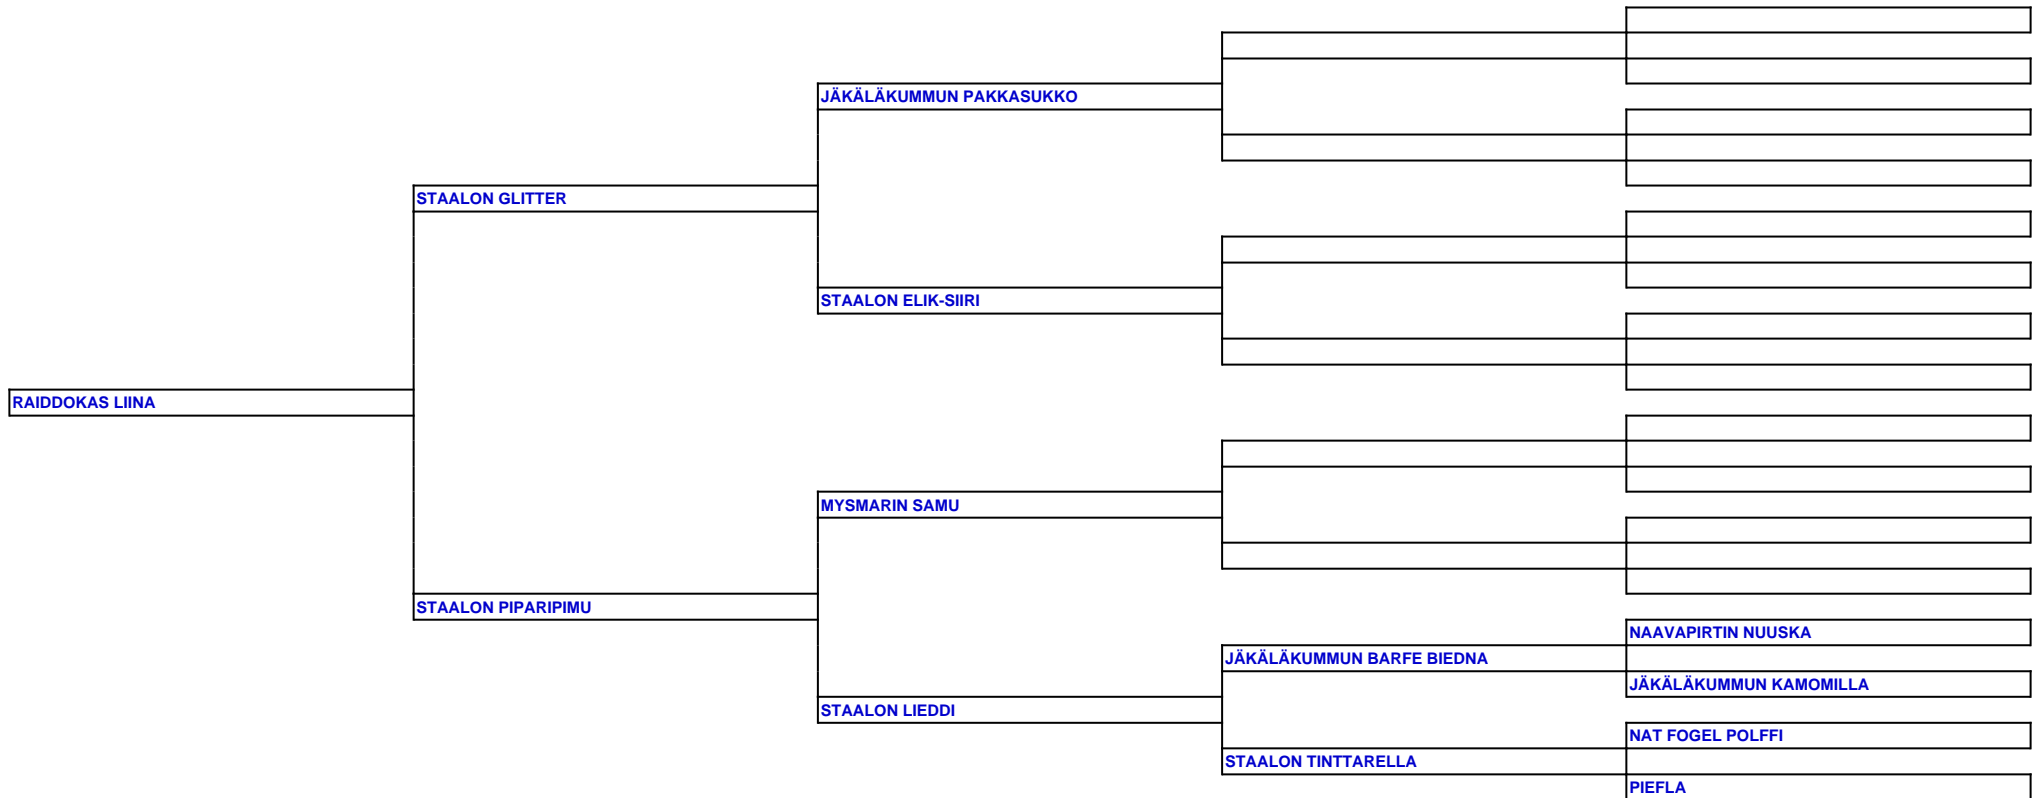 JÄKÄLÄKUMMUN PAKKASUKKO
STAALON GLITTER
STAALON ELIK-SIIRI
RAIDDOKAS LIINA
MYSMARIN SAMU
STAALON PIPARIPIMU
NAAVAPIRTIN NUUSKA
JÄKÄLÄKUMMUN BARFE BIEDNA
JÄKÄLÄKUMMUN KAMOMILLA
STAALON LIEDDI
NAT FOGEL POLFFI
STAALON TINTTARELLA
PIEFLA